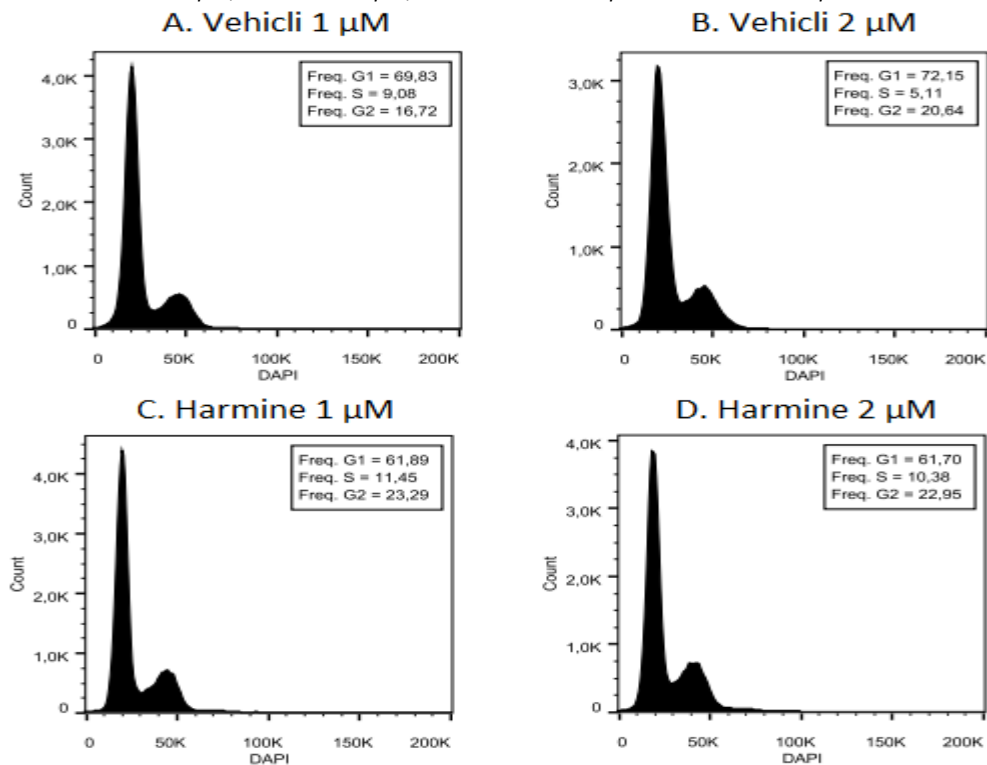 A. Vehicli 1 µM
Freq. G1 = 69,83
Freq. S = 9,08
Freq. G2 = 16,72
4,0K
3,0K
2,0K
1,0K
0
Count
0 50K 100K 150K 200K
DAPI
B. Vehicli 2 µM
Freq. G1 = 72,15
Freq. S = 5,11
Freq. G2 = 20,64
3,0K
2,0K
1,0K
0
Count
0 50K 100K 150K 200K
DAPI
C. Harmine 1 µM
Freq. G1 = 61,89
Freq. S = 11,45
Freq. G2 = 23,29
4,0K
3,0K
2,0K
1,0K
0
Count
0 50K 100K 150K 200K
DAPI
D. Harmine 2 µM
Freq. G1 = 61,70
Freq. S = 10,38
Freq. G2 = 22,95
4,0K
3,0K
2,0K
1,0K
0
Count
0 50K 100K 150K 200K
DAPI